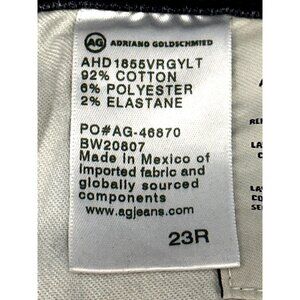 AG ADRIANO GOLDSCHMIED
AHD1855VRGYLT
92% COTTON
6% POLYESTER
2% ELASTANE
PO#AG-46870
BW20807
Made in Mexico of
imported fabric and
globally sourced
components
www.agjeans.com
23R